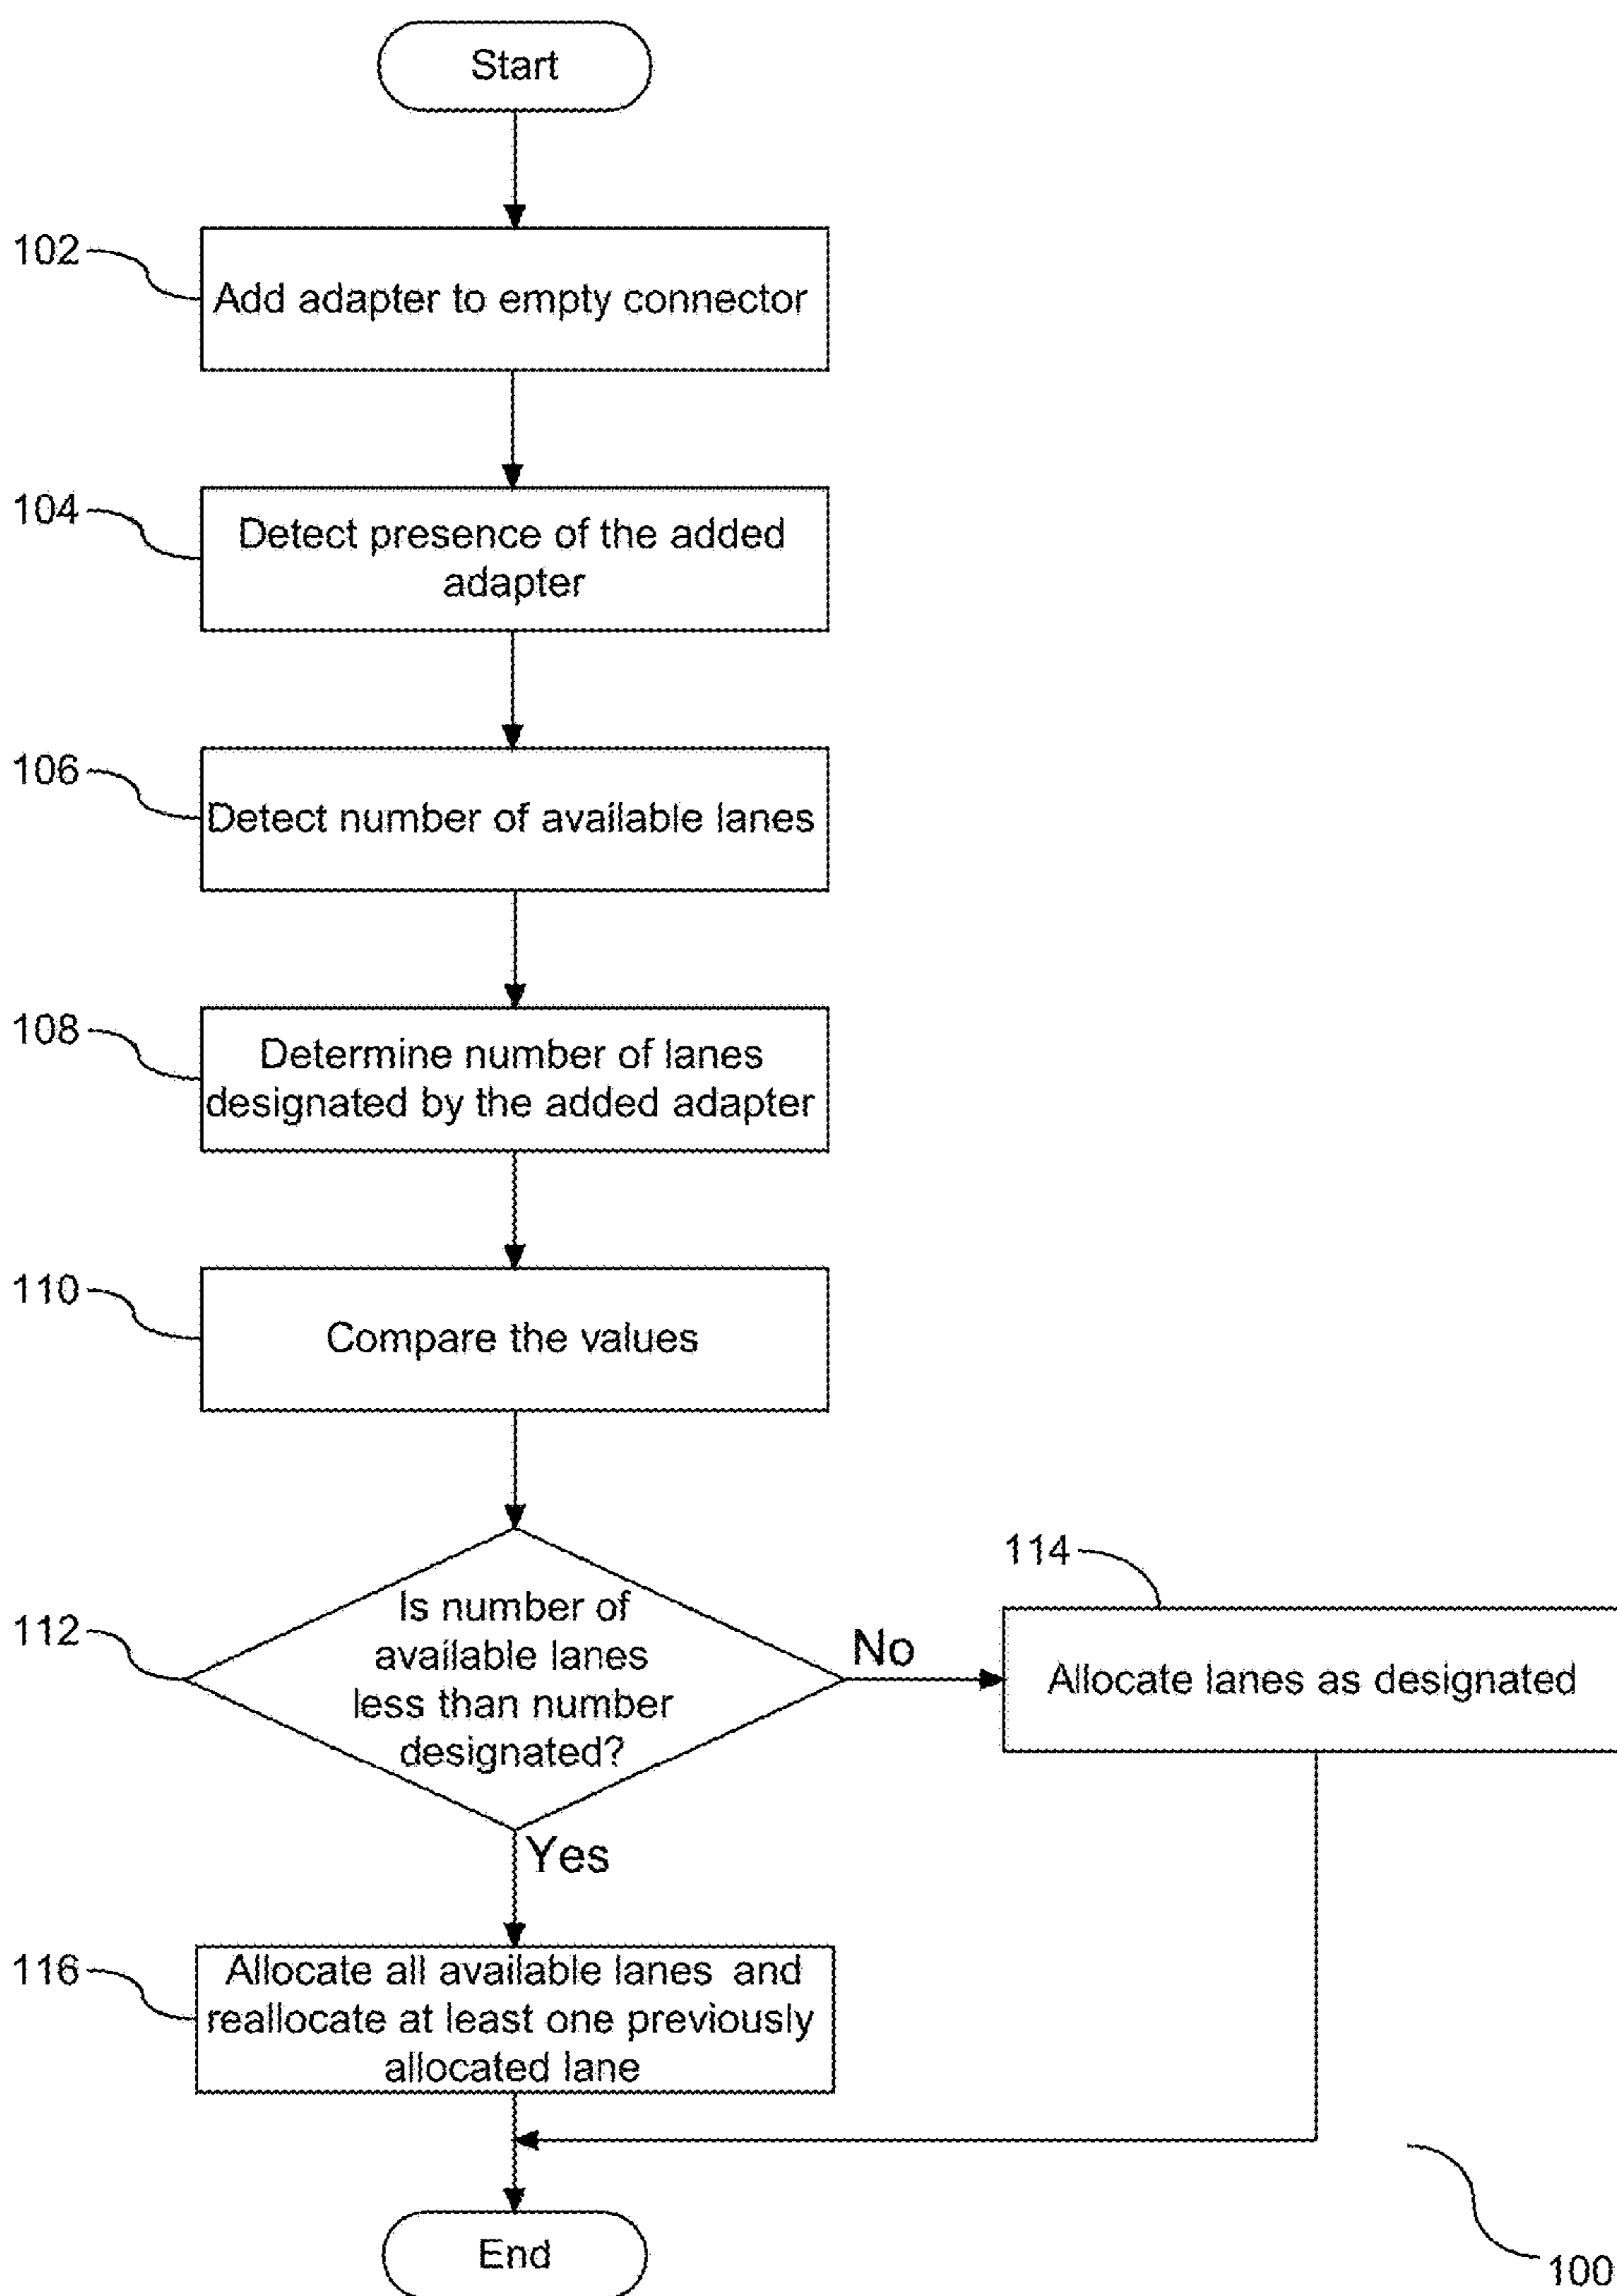 Start
102
Add adapter to empty connector
104
Detect presence of the added
adapter
106
Detect number of available lanes
108
Determine number of lanes
designated by the added adapter
110
Compare the values
112
Is number of
available lanes
less than number
designated?
No
114
Allocate lanes as designated
Yes
116
Allocate all available lanes and
reallocate at least one previously
allocated lane
End
100